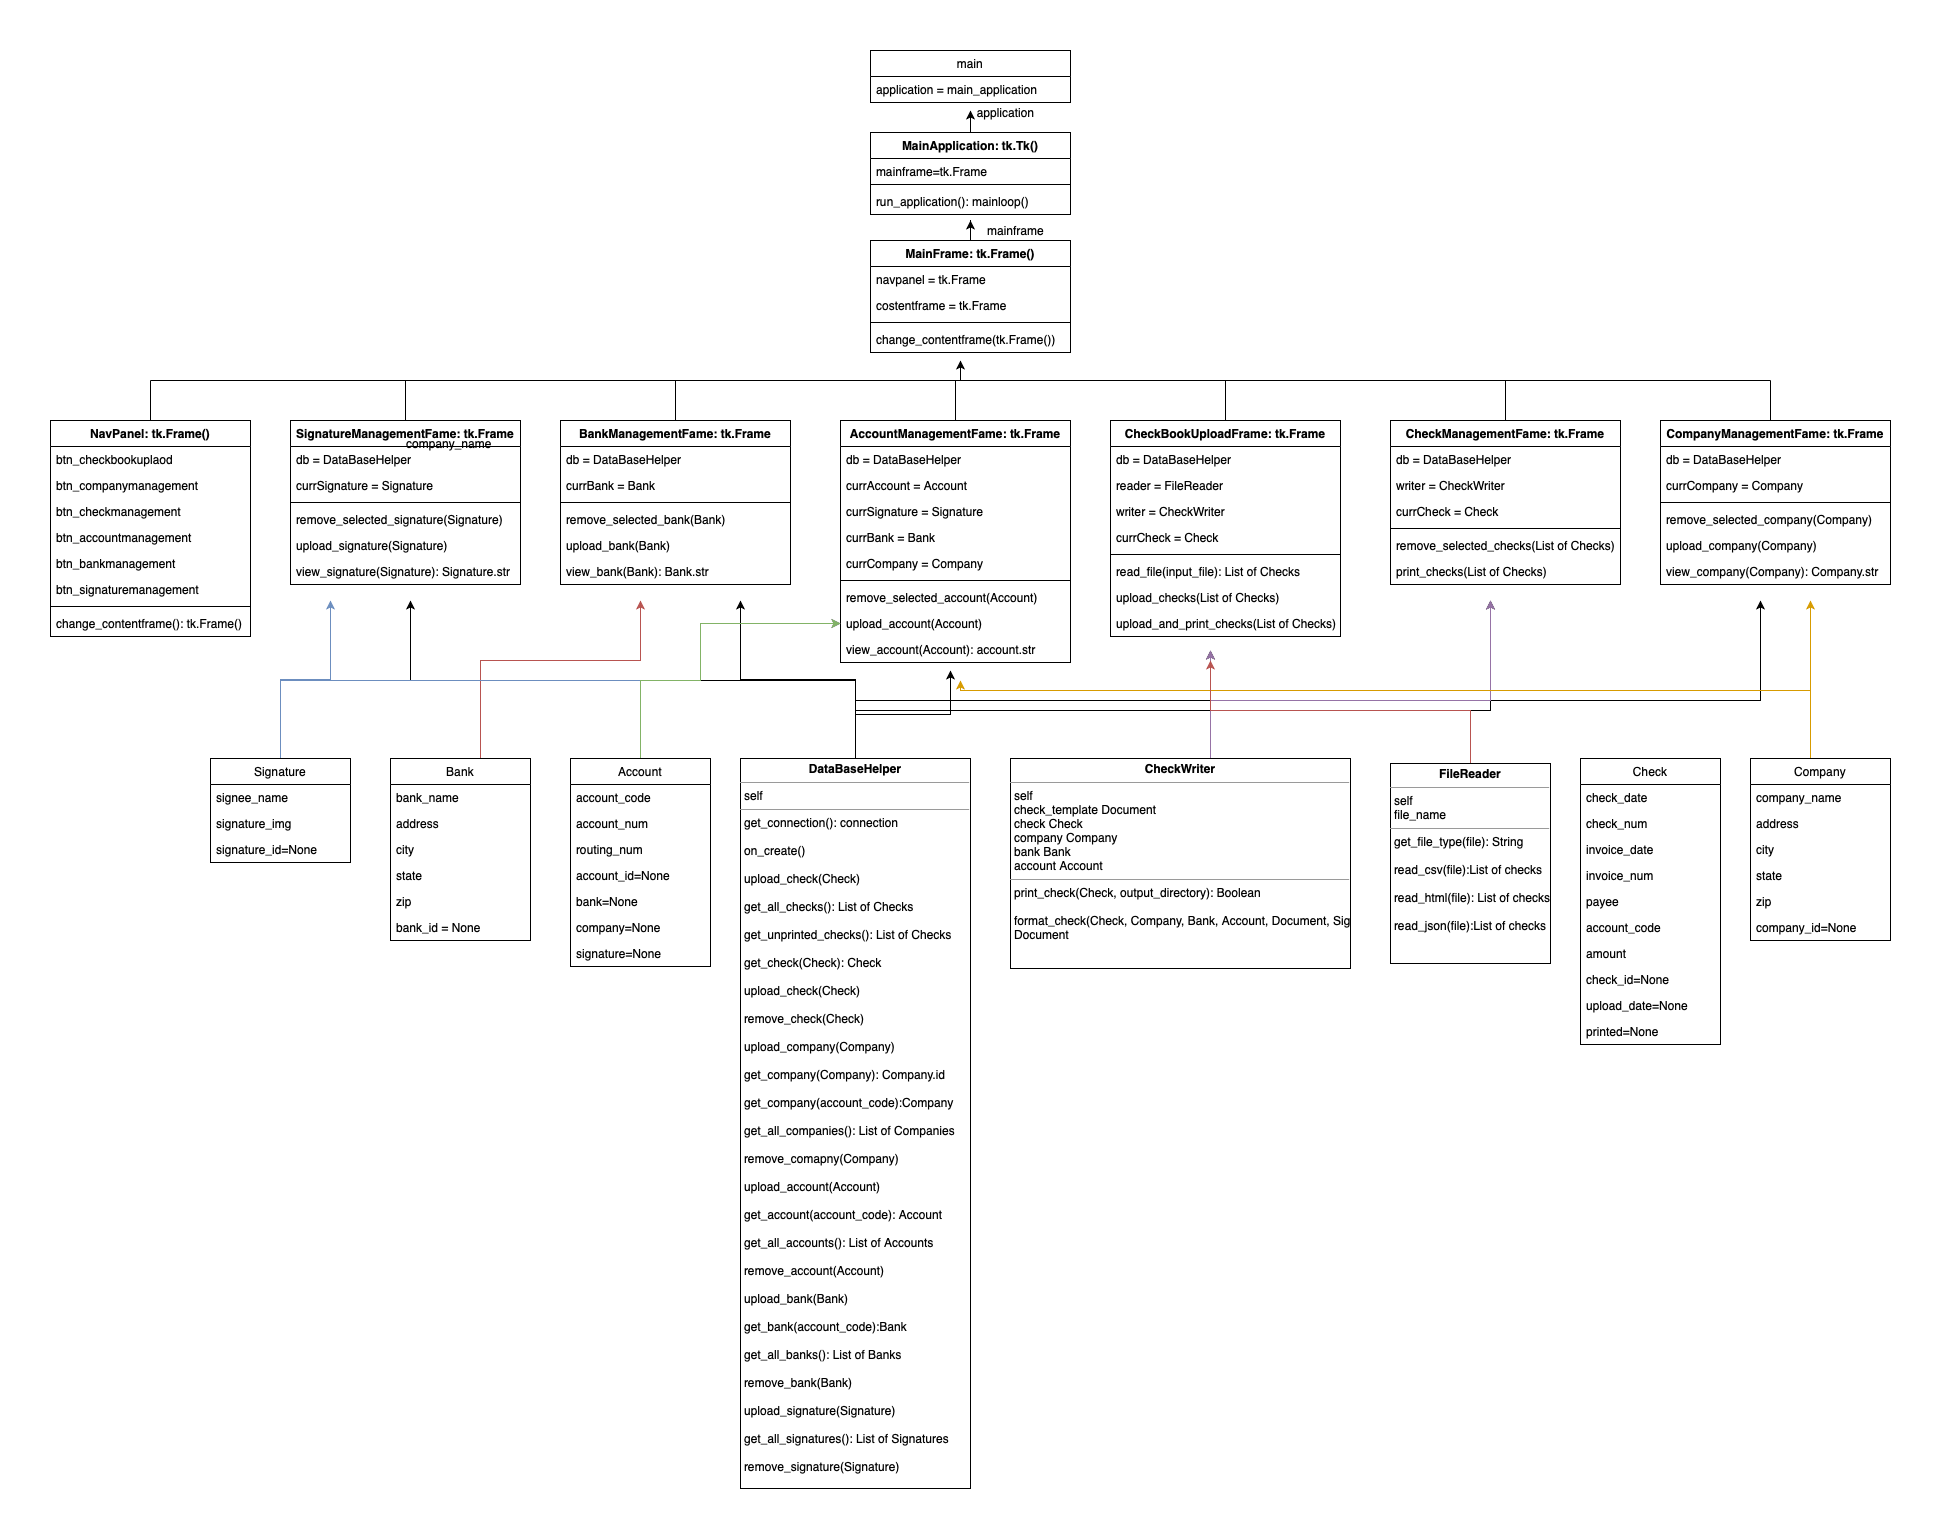 main
application = main_application
application
MainApplication: tk.Tk()
mainframe=tk.Frame
run_application(): mainloop()
mainframe
MainFrame: tk.Frame()
navpanel = tk.Frame
costentframe = tk.Frame
change_contentframe(tk.Frame())
NavPanel: tk.Frame()
btn_checkbookuplaod
btn_companymanagement
btn_checkmanagement
btn_accountmanagement
btn_bankmanagement
btn_signaturemanagement
change_contentframe(): tk.Frame()
SignatureManagementFame: tk.Frame
company_name
db = DataBaseHelper
currSignature = Signature
remove_selected_signature(Signature)
upload_signature(Signature)
view_signature(Signature): Signature.str
BankManagementFame: tk.Frame
db = DataBaseHelper
currBank = Bank
remove_selected_bank(Bank)
upload_bank(Bank)
view_bank(Bank): Bank.str
AccountManagementFame: tk.Frame
db = DataBaseHelper
currAccount = Account
currSignature = Signature
currBank = Bank
currCompany = Company
remove_selected_account(Account)
upload_account(Account)
view_account(Account): account.str
CheckBookUploadFrame: tk.Frame
db = DataBaseHelper
reader = FileReader
writer = CheckWriter
currCheck = Check
read_file(input_file): List of Checks
upload_checks(List of Checks)
upload_and_print_checks(List of Checks)
CheckManagementFame: tk.Frame
db = DataBaseHelper
writer = CheckWriter
currCheck = Check
remove_selected_checks(List of Checks)
print_checks(List of Checks)
CompanyManagementFame: tk.Frame
db = DataBaseHelper
currCompany = Company
remove_selected_company(Company)
upload_company(Company)
view_company(Company): Company.str
Signature
signee_name
signature_img
signature_id=None
Bank
bank_name
address
city
state
zip
bank_id = None
Account
account_code
account_num
routing_num
account_id=None
bank=None
company=None
signature=None
DataBaseHelper
self
get_connection(): connection
on_create()
upload_check(Check)
get_all_checks(): List of Checks
get_unprinted_checks(): List of Checks
get_check(Check): Check
upload_check(Check)
remove_check(Check)
upload_company(Company)
get_company(Company): Company.id
get_company(account_code):Company
get_all_companies(): List of Companies
remove_comapny(Company)
upload_account(Account)
get_account(account_code): Account
get_all_accounts(): List of Accounts
remove_account(Account)
upload_bank(Bank)
get_bank(account_code):Bank
get_all_banks(): List of Banks
remove_bank(Bank)
upload_signature(Signature)
get_all_signatures(): List of Signatures
remove_signature(Signature)
CheckWriter
self
check_template Document
check Check
company Company
bank Bank
account Account
print_check(Check, output_directory): Boolean
format_check(Check, Company, Bank, Account, Document, Sig
Document
FileReader
self
file_name
get_file_type(file): String
read_csv(file):List of checks
read_html(file): List of checks
read_json(file):List of checks
Check
check_date
check_num
invoice_date
invoice_num
payee
account_code
amount
check_id=None
upload_date=None
printed=None
Company
company_name
address
city
state
zip
company_id=None